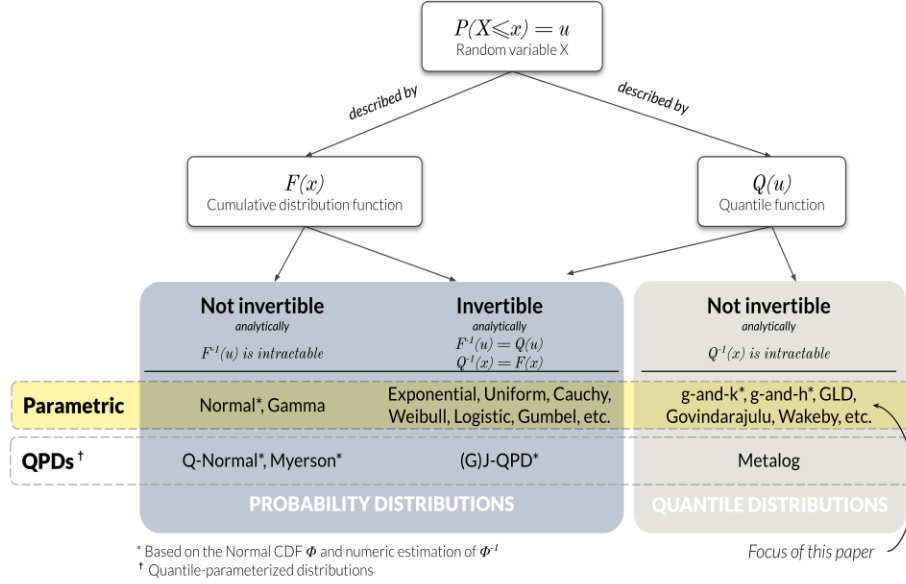 P(X⩽x) = u
Random variable X
described by
described by
F(x)
Cumulative distribution function
Q(u)
Quantile function
Not invertible
analytically
F⁻¹(u) is intractable
Invertible
analytically
F⁻¹(u) = Q(u)
Q⁻¹(x) = F(x)
Not invertible
analytically
Q⁻¹(x) is intractable
Parametric
Normal*, Gamma
Exponential, Uniform, Cauchy,
Weibull, Logistic, Gumbel, etc.
g-and-k*, g-and-h*, GLD,
Govindarajulu, Wakeby, etc.
QPDs †
Q-Normal*, Myerson*
(G)J-QPD*
Metalog
PROBABILITY DISTRIBUTIONS
QUANTILE DISTRIBUTIONS
* Based on the Normal CDF Φ and numeric estimation of Φ⁻¹
† Quantile-parameterized distributions
Focus of this paper